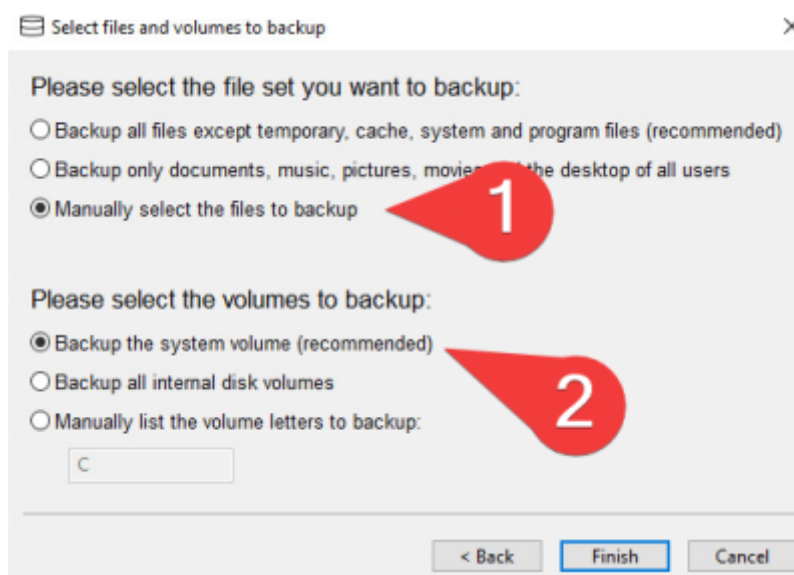 Select files and volumes to backup
Please select the file set you want to backup:
Backup all files except temporary, cache, system and program files (recommended)
Backup only documents, music, pictures, movie the desktop of all users
Manually select the files to backup
1
Please select the volumes to backup:
Backup the system volume (recommended)
Backup all internal disk volumes
2
Manually list the volume letters to backup:
C
< Back Finish Cancel